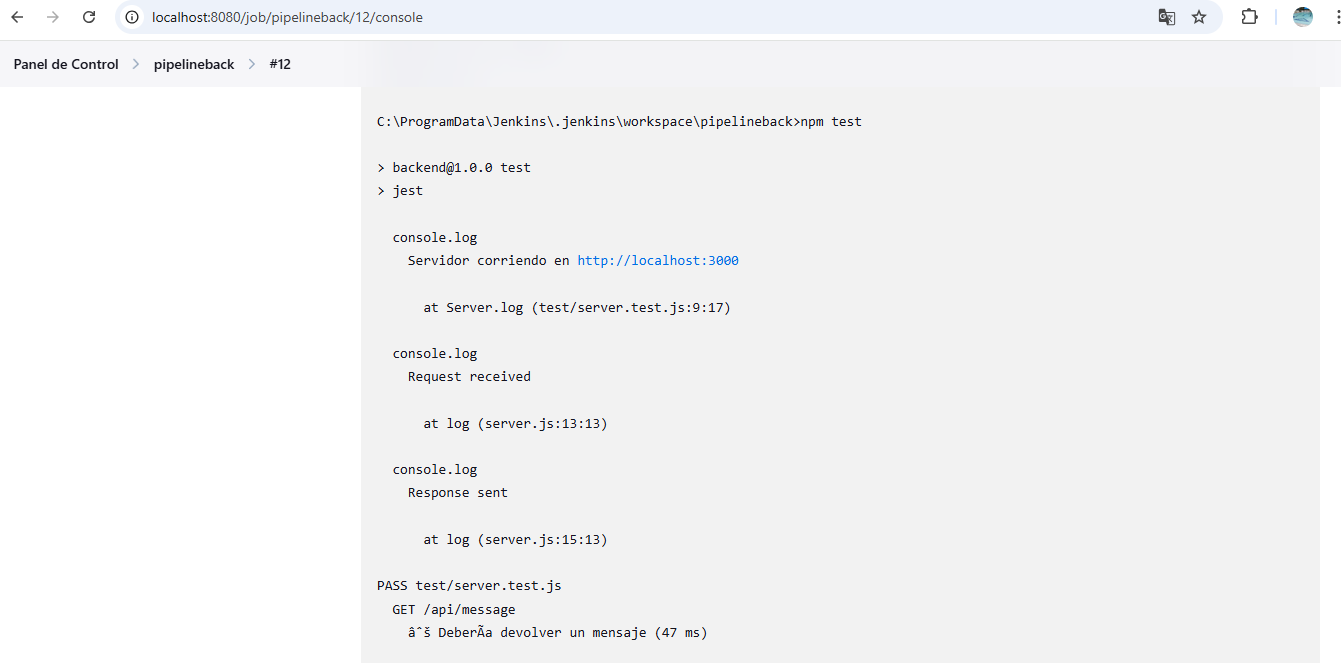 localhost:8080/job/pipelineback/12/console
Panel de Control > pipelineback > #12
C:\ProgramData\Jenkins\.jenkins\workspace\pipelineback>npm test
> backend@1.0.0 test
> jest
console.log
Servidor corriendo en http://localhost:3000
at Server.log (test/server.test.js:9:17)
console.log
Request received
at log (server.js:13:13)
console.log
Response sent
at log (server.js:15:13)
PASS test/server.test.js
GET /api/message
âˆš DeberÃa devolver un mensaje (47 ms)